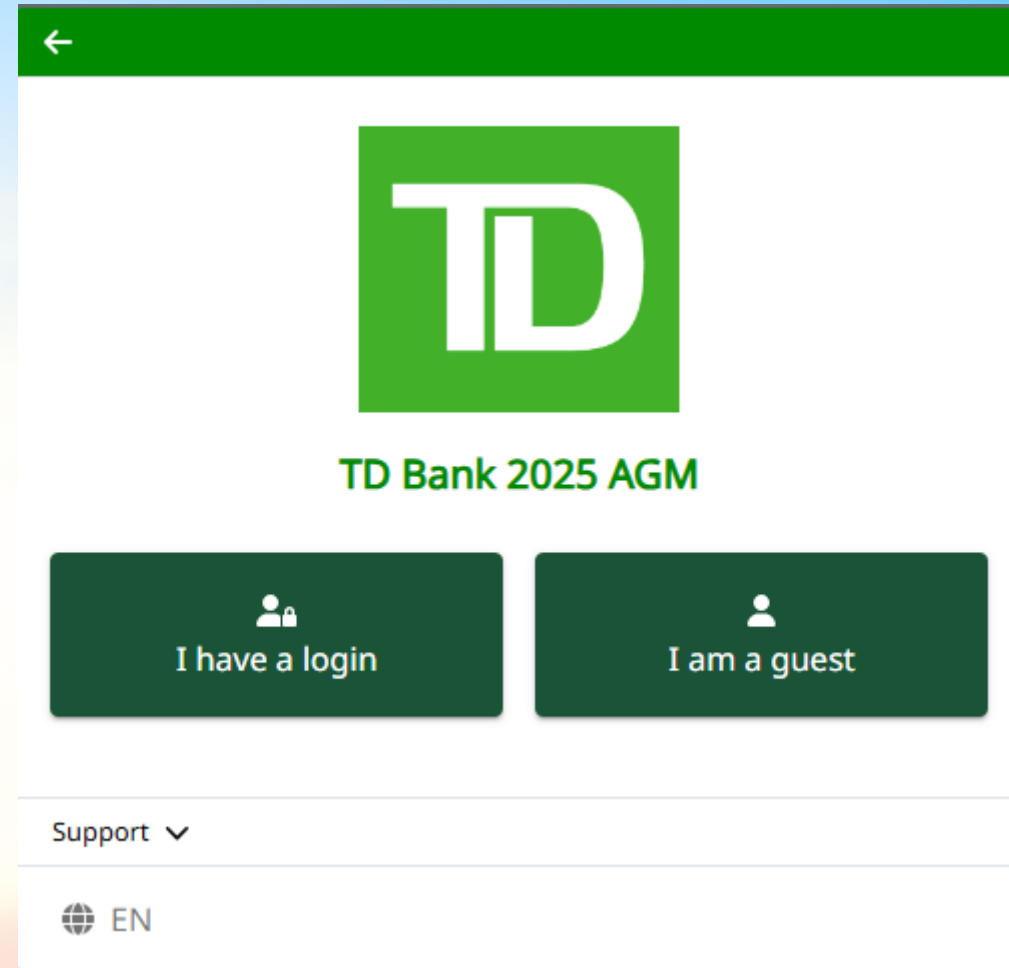 TD
TD Bank 2025 AGM
I have a login
I am a guest
Support
EN